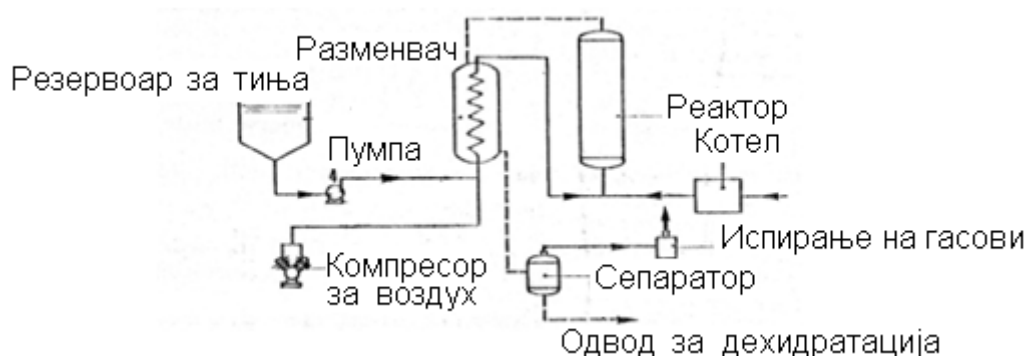 Разменвач
Резервоар за тиња
Реактор
Котел
Пумпа
Испирање на гасови
Компресор
за воздух
Сепаратор
Одвод за дехидратација